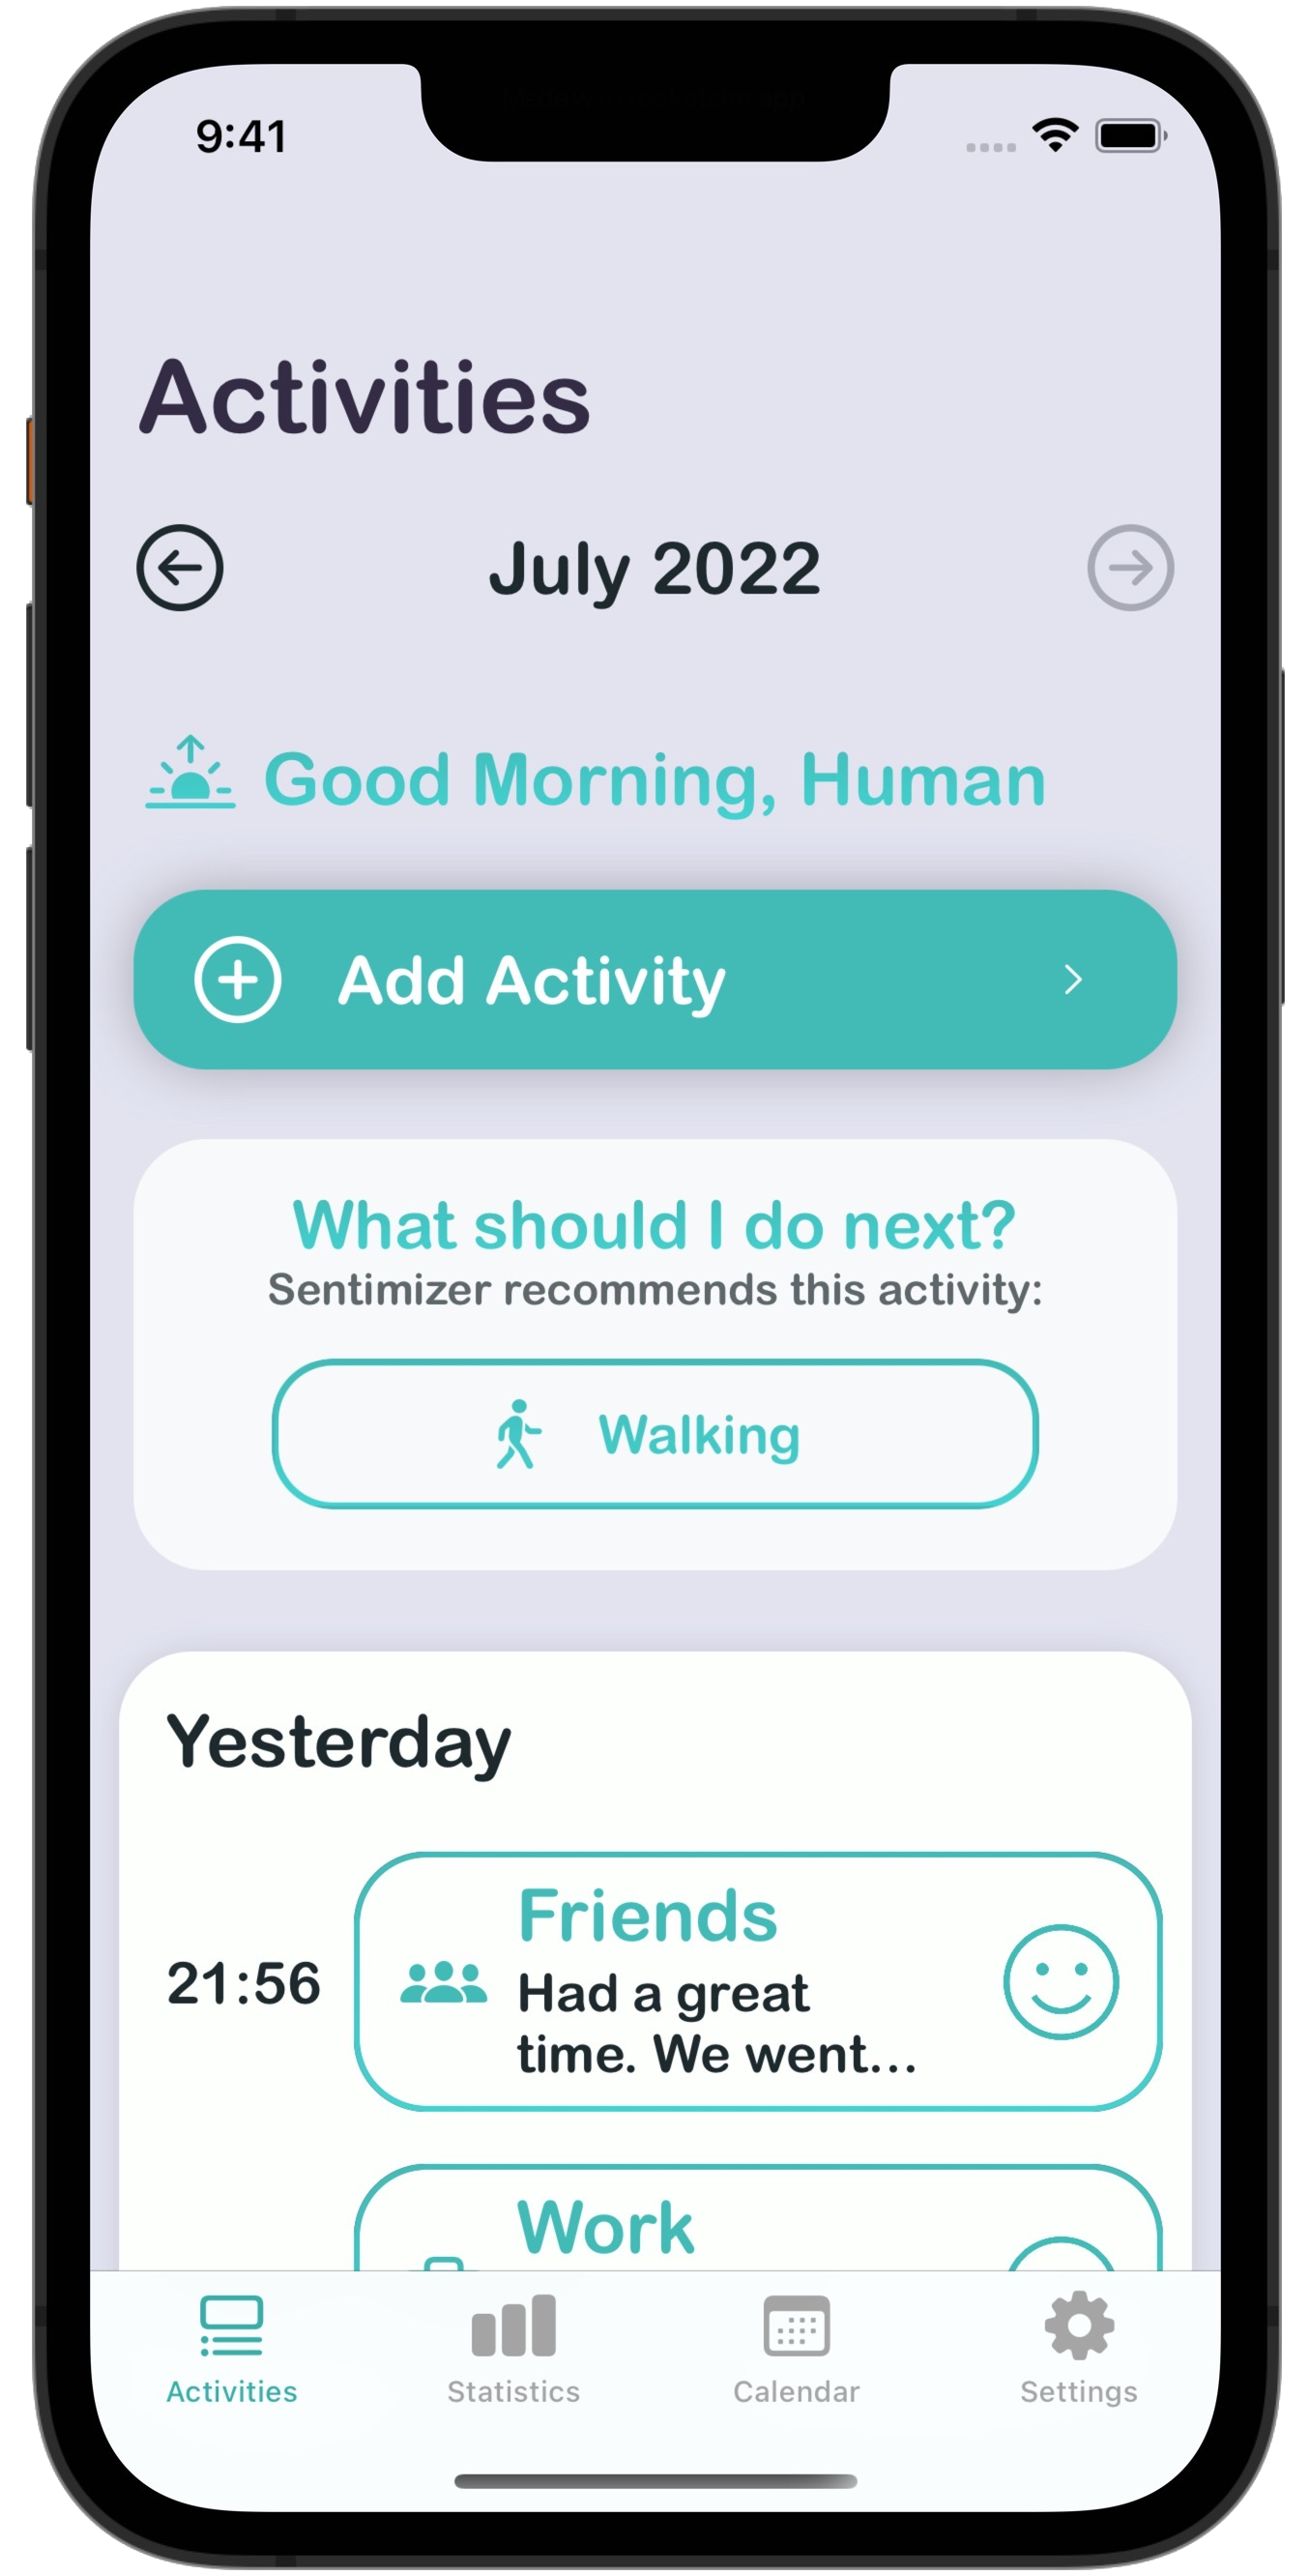 9:41
Activities
July 2022
Good Morning, Human
Add Activity
What should I do next?
Sentimizer recommends this activity:
Walking
Yesterday
Friends
21:56
Had a great
time. We went...
Work
Activities
Statistics
Calendar
Settings